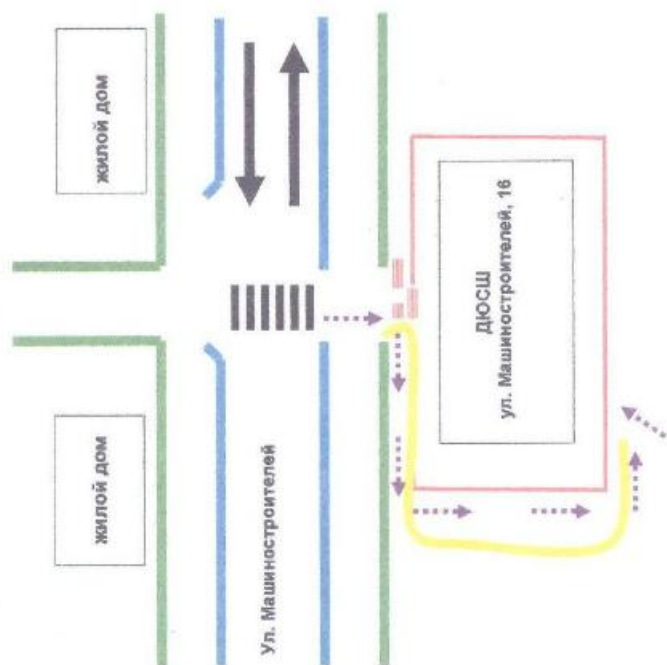 жилой дом
жилой дом
Ул. Машиностроителей
ДЮСШ
ул. Машиностроителей, 16